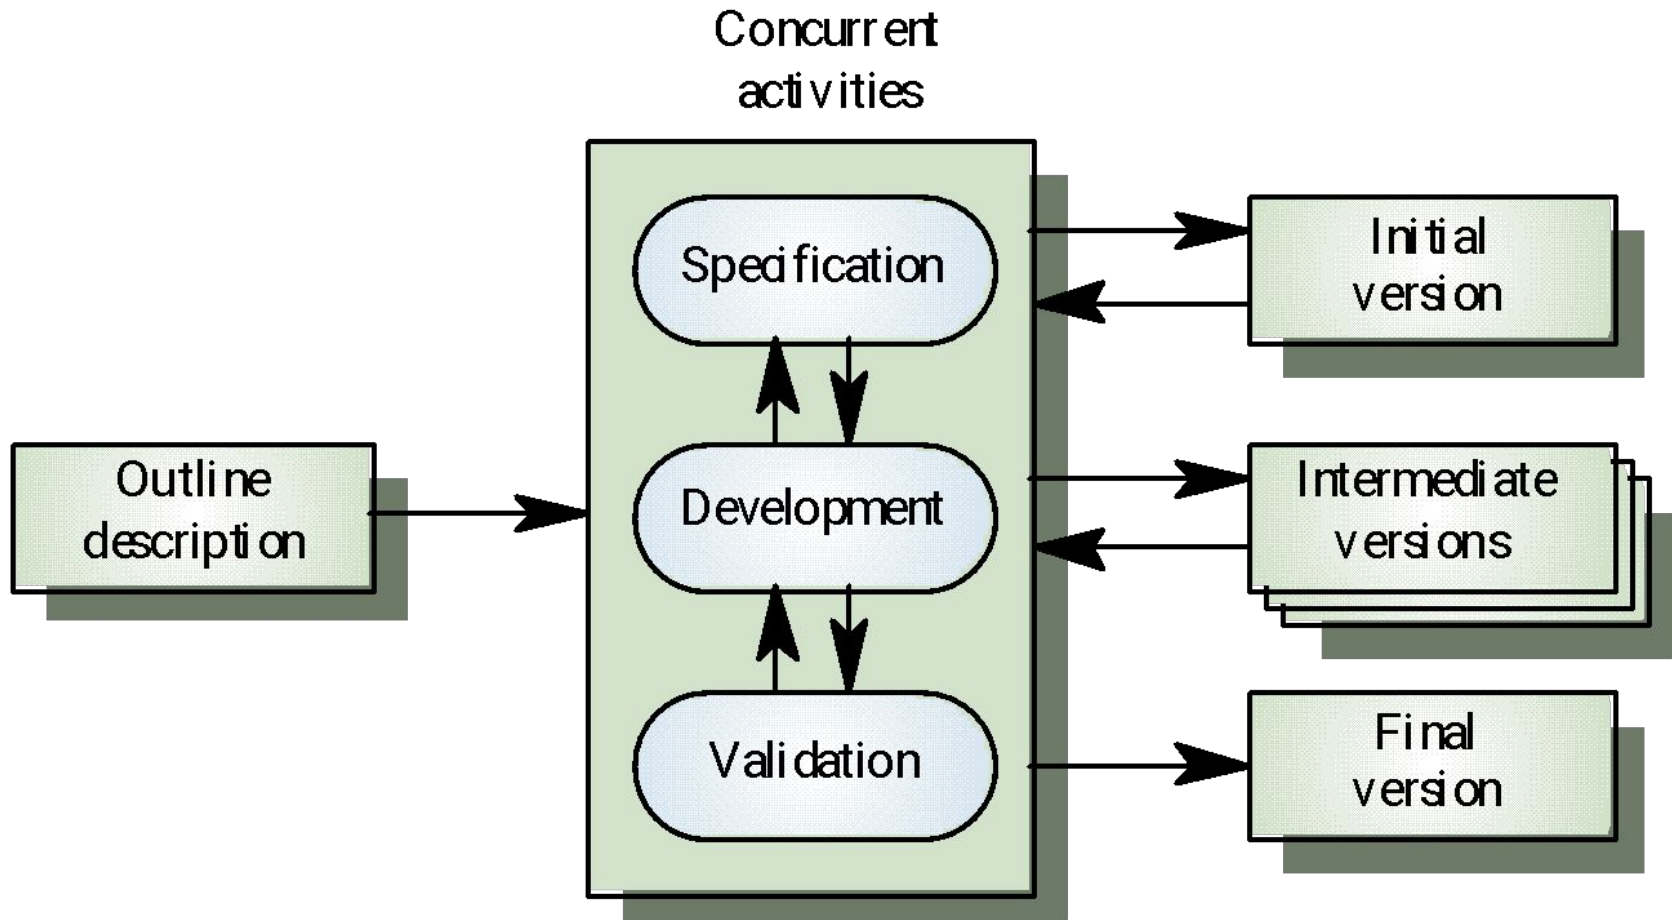 Concurrent
activities
Specification
Initial
version
Outline
description
Development
Intermediate
versions
Validation
Final
version